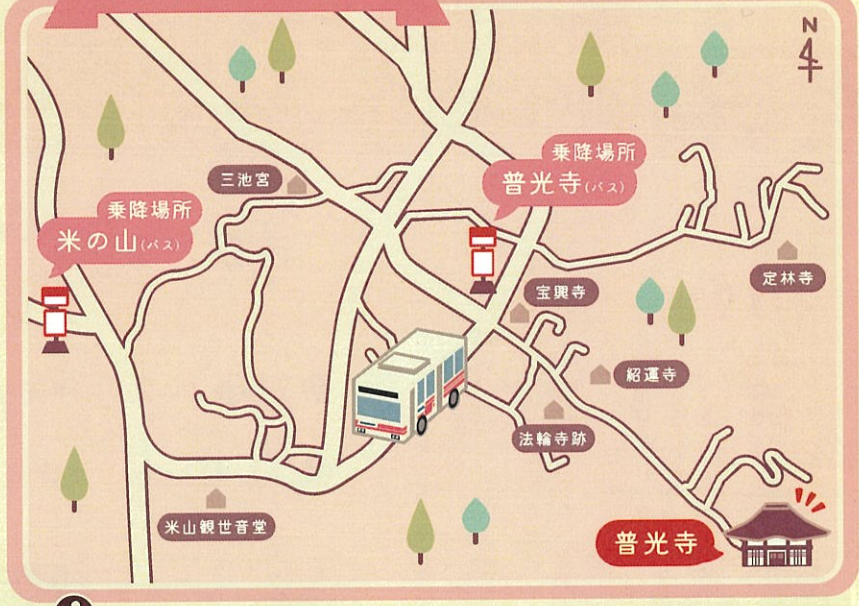 N
三池宮
乗降場所
普光寺(バス)
乗降場所
米の山(バス)
定林寺
宝興寺
紹運寺
法輪寺跡
米山観世音堂
普光寺